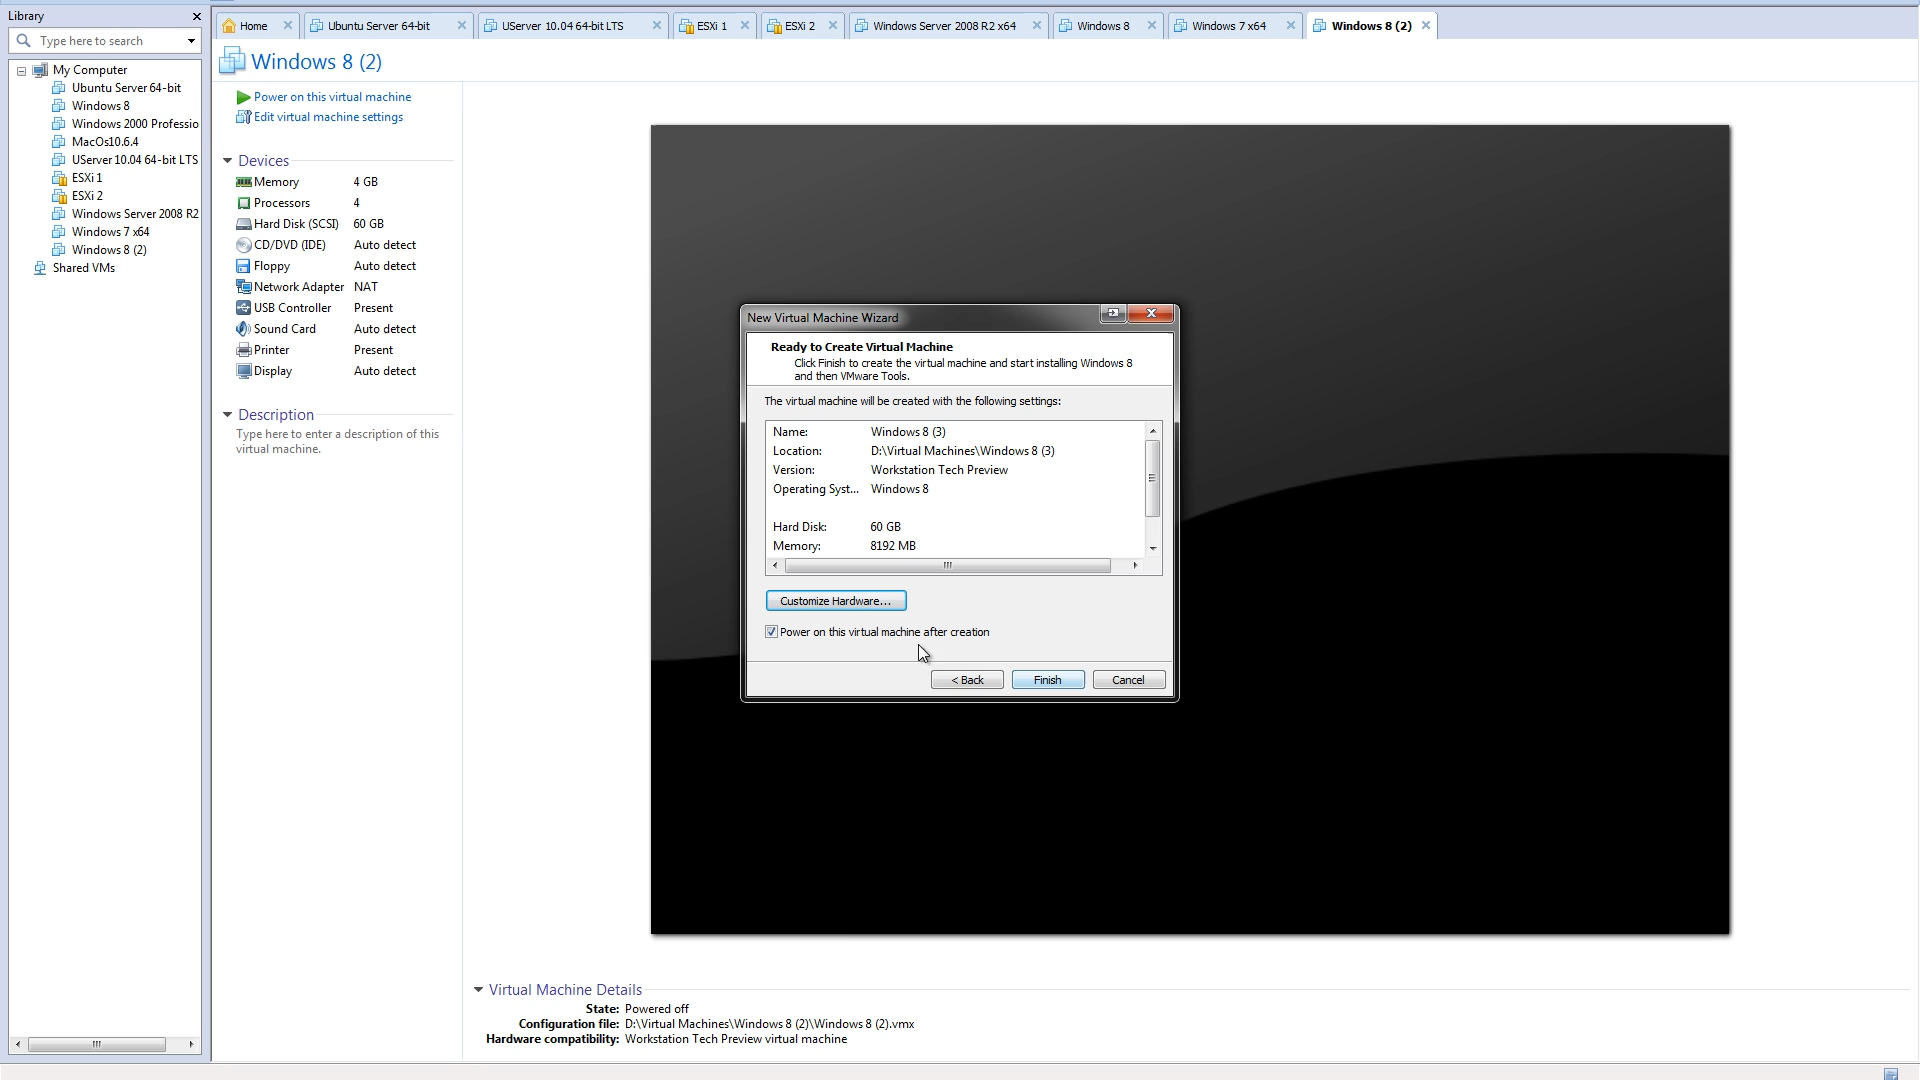 Library
Type here to search
My Computer
Ubuntu Server 64-bit
Windows 8
Windows 2000 Professio
MacOs10.6.4
UServer 10.04 64-bit LTS
ESXi 1
ESXi 2
Windows Server 2008 R2
Windows 7 x64
Windows 8 (2)
Shared VMs
Home
Ubuntu Server 64-bit
UServer 10.04 64-bit LTS
ESXi 1
ESXi 2
Windows Server 2008 R2 x64
Windows 8
Windows 7 x64
Windows 8 (2)
Windows 8 (2)
Power on this virtual machine
Edit virtual machine settings
Devices
Memory 4 GB
Processors 4
Hard Disk (SCSI) 60 GB
CD/DVD (IDE) Auto detect
Floppy Auto detect
Network Adapter NAT
USB Controller Present
Sound Card Auto detect
Printer Present
Display Auto detect
Description
Type here to enter a description of this
virtual machine.
New Virtual Machine Wizard
Ready to Create Virtual Machine
Click Finish to create the virtual machine and start installing Windows 8
and then VMware Tools.
The virtual machine will be created with the following settings:
Name: Windows 8 (3)
Location: D:\Virtual Machines\Windows 8 (3)
Version: Workstation Tech Preview
Operating Syst... Windows 8
Hard Disk: 60 GB
Memory: 8192 MB
Customize Hardware...
Power on this virtual machine after creation
< Back
Finish
Cancel
Virtual Machine Details
State: Powered off
Configuration file: D:\Virtual Machines\Windows 8 (2)\Windows 8 (2).vmx
Hardware compatibility: Workstation Tech Preview virtual machine